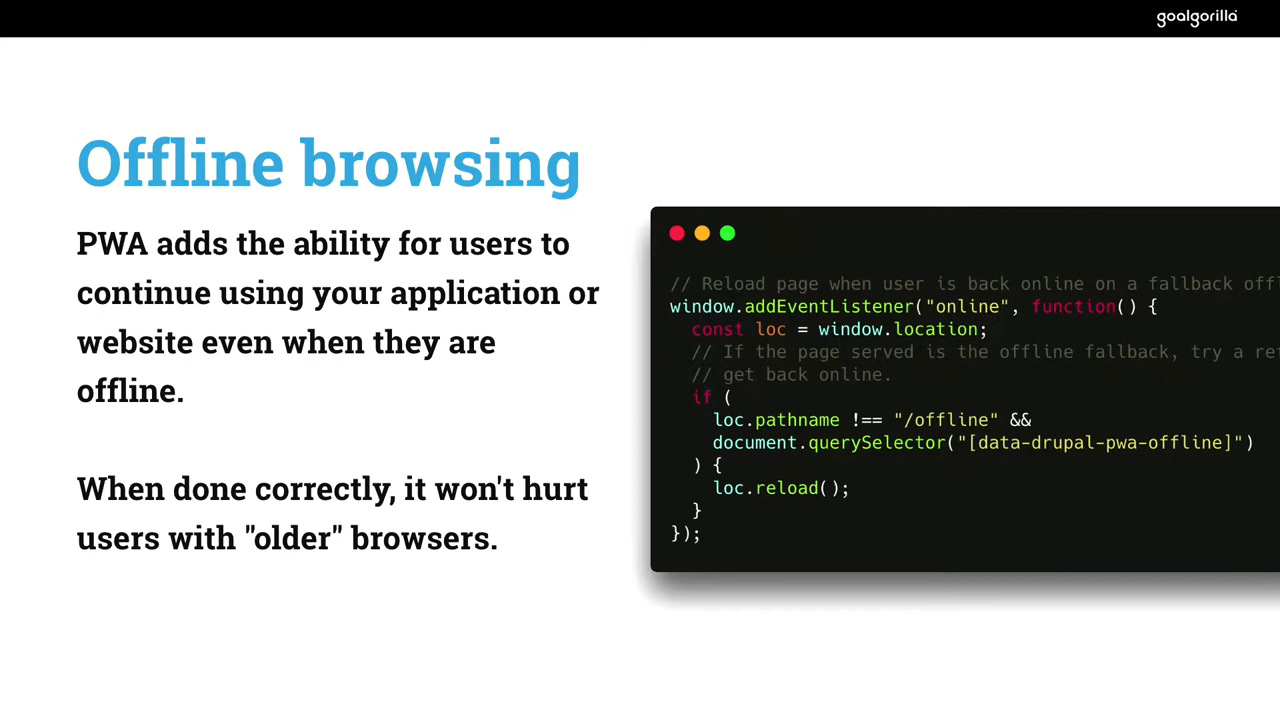 goalgorilla
Offline browsing
PWA adds the ability for users to
continue using your application or
website even when they are
offline.
When done correctly, it won't hurt
users with "older" browsers.
// Reload page when user is back online on a fallback
window.addEventListener("online", function() {
const loc = window.location;
// If the page served is the offline fallback, try a
// get back online.
if (
loc.pathname !== "/offline" &&
document.querySelector("[data-drupal-pwa-offline]")
) {
loc.reload();
}
});